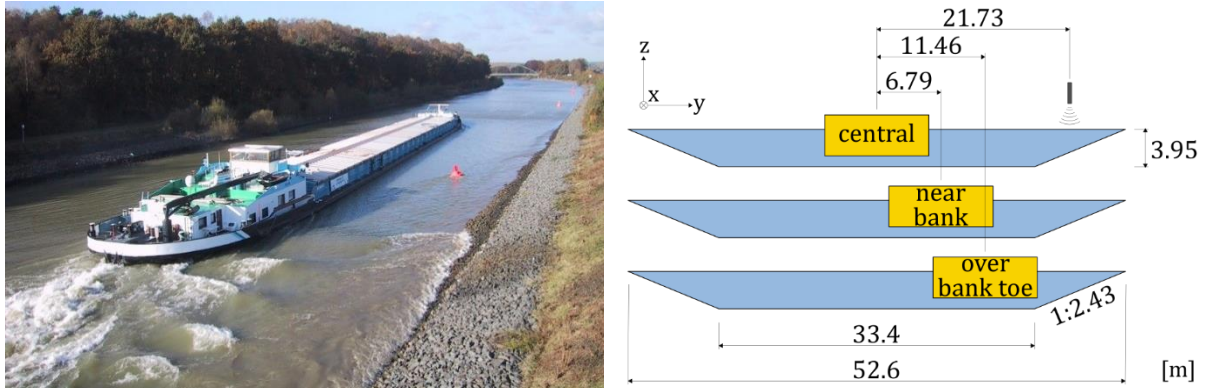 21.73
11.46
6.79
z
x
y
central
3.95
near
bank
over
bank toe
1:2.43
33.4
52.6
[m]